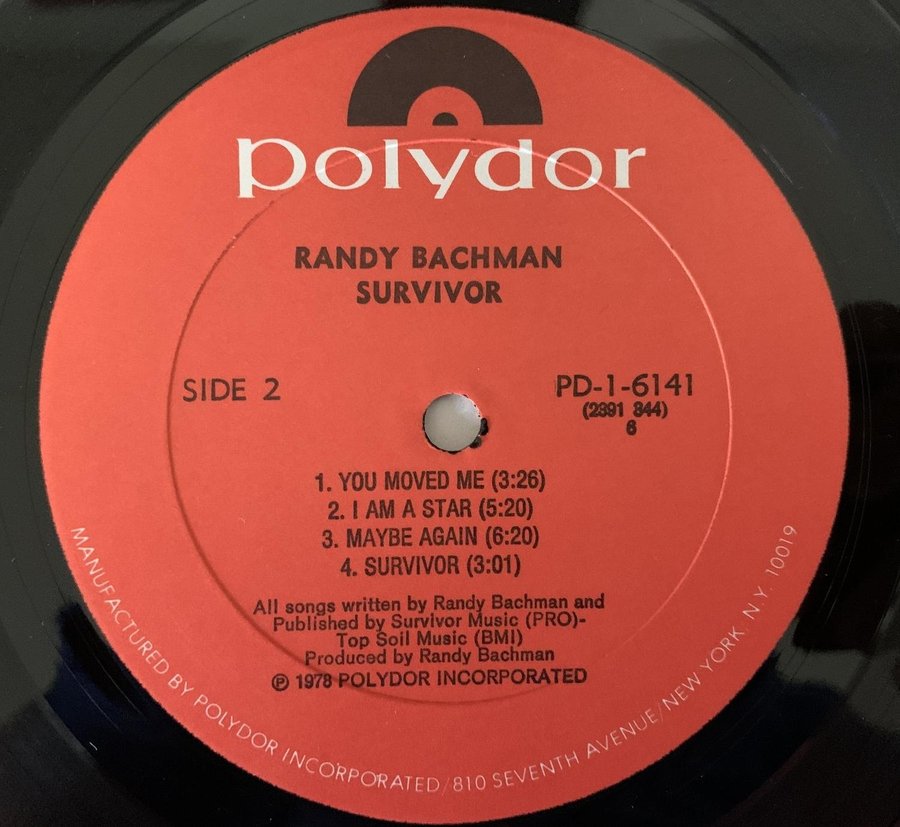 polydor
RANDY BACHMAN
SURVIVOR
SIDE 2
PD-1-6141
(2391 344)
6
1. YOU MOVED ME (3:26)
2. I AM A STAR (5:20)
3. MAYBE AGAIN (6:20)
4. SURVIVOR (3:01)
All songs written by Randy Bachman and
Published by Survivor Music (PRO)-
Top Soil Music (BMI)
Produced by Randy Bachman
℗ 1978 POLYDOR INCORPORATED
MANUFACTURED BY POLYDOR INCORPORATED/810 SEVENTH AVENUE/NEW YORK, N.Y. 10019